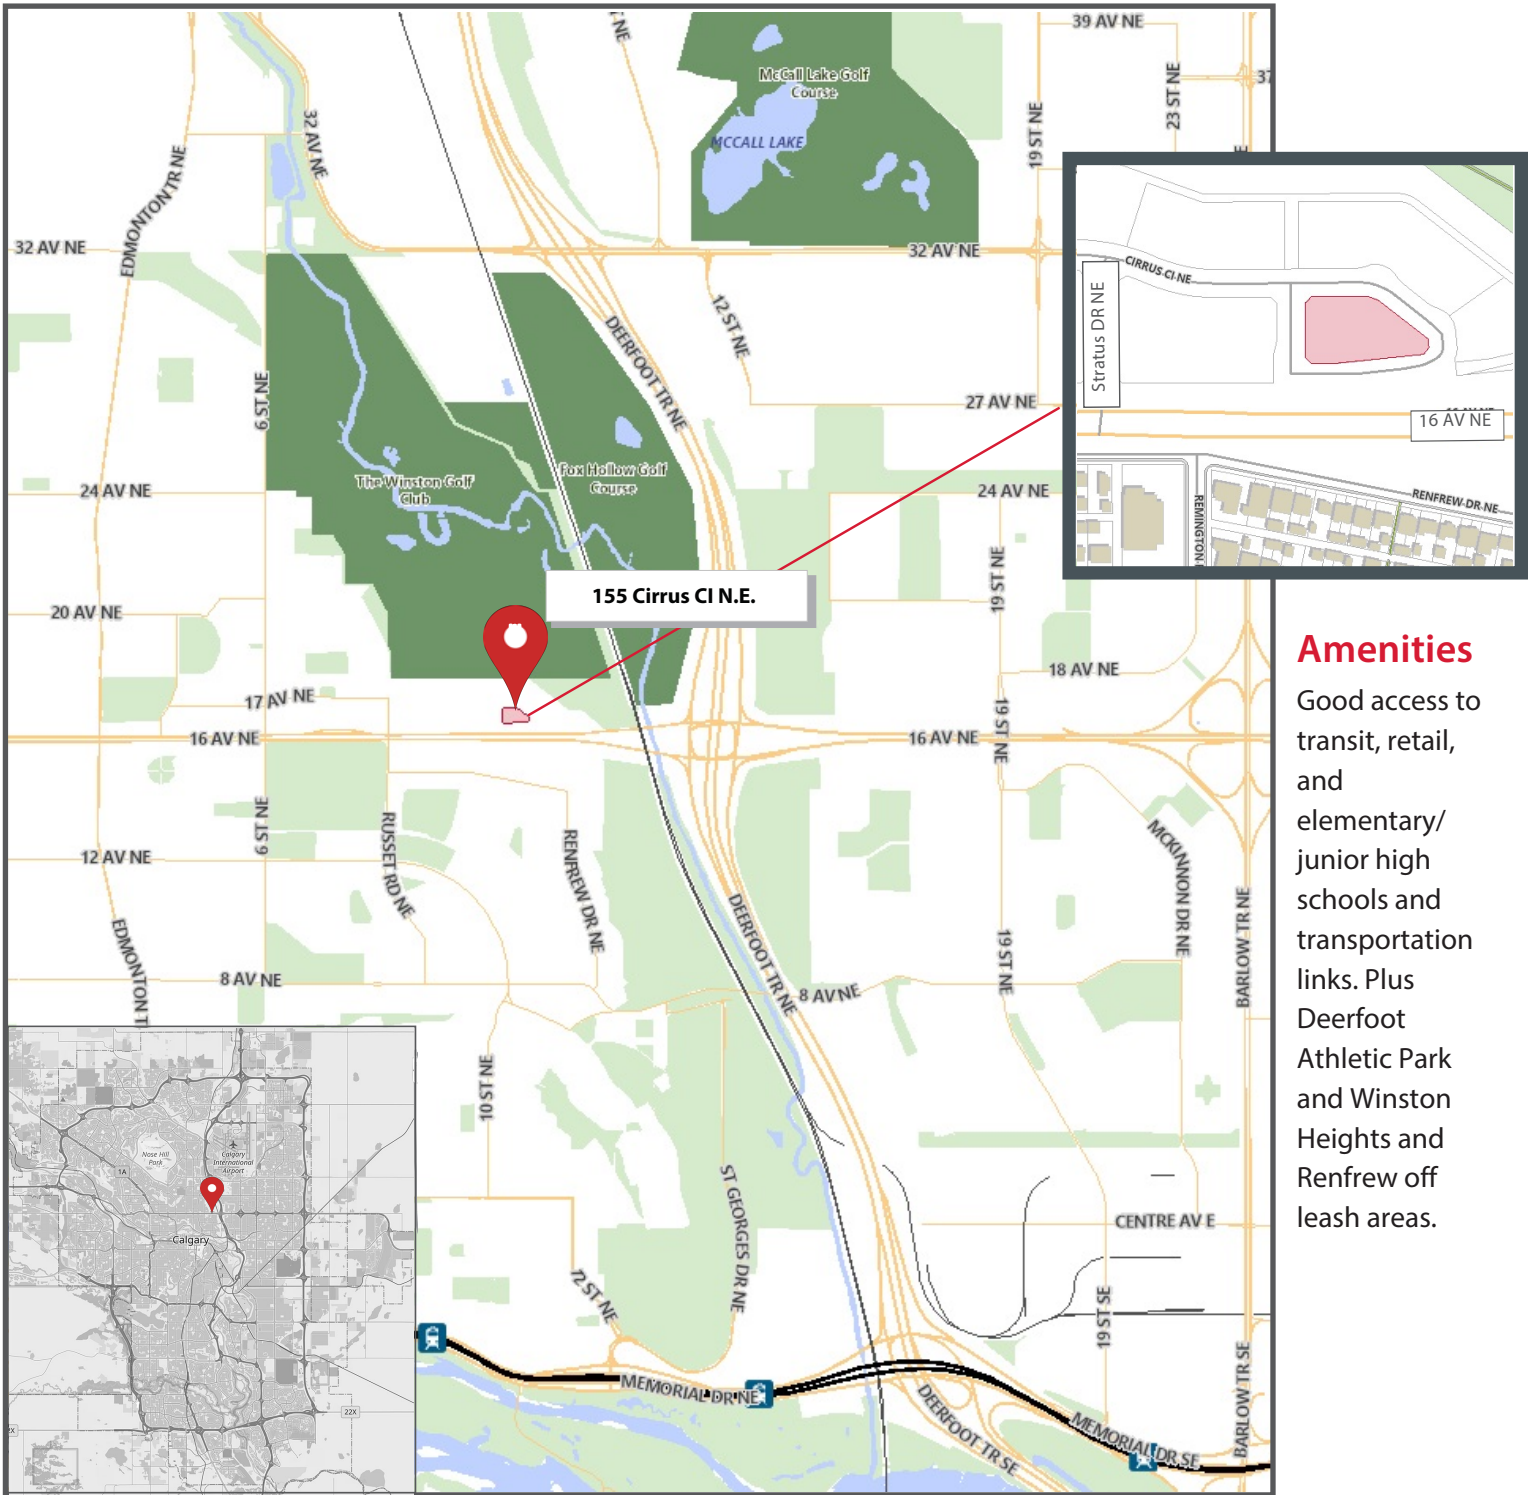 39 AV NE
McCall Lake Golf
Course
MCCALL LAKE
19 ST NE
23 ST NE
32 AV NE
EDMONTON TR NE
32 AV NE
32 AV NE
DEERFOOT TR NE
12 ST NE
6 ST NE
27 AV NE
24 AV NE
The Winston Golf
Club
Fox Hollow Golf
Course
24 AV NE
19 ST NE
20 AV NE
155 Cirrus CI N.E.
17 AV NE
18 AV NE
16 AV NE
16 AV NE
19 ST NE
6 ST NE
12 AV NE
RUSSET RD NE
RENFREW DR NE
MCKINNON DR NE
BARLOW TR NE
DEERFOOT TR NE
19 ST NE
8 AV NE
8 AV NE
10 ST NE
ST GEORGES DR NE
12 ST NE
CENTRE AV E
19 ST SE
BARLOW TR SE
MEMORIAL DR NE
DEERFOOT TR SE
MEMORIAL DR SE
CIRRUS CI NE
Stratus DR NE
16 AV NE
RENFREW DR NE
Nose Hill
Park
Calgary
International
Airport
1A
Calgary
22X
Amenities
Good access to
transit, retail,
and
elementary/
junior high
schools and
transportation
links. Plus
Deerfoot
Athletic Park
and Winston
Heights and
Renfrew off
leash areas.